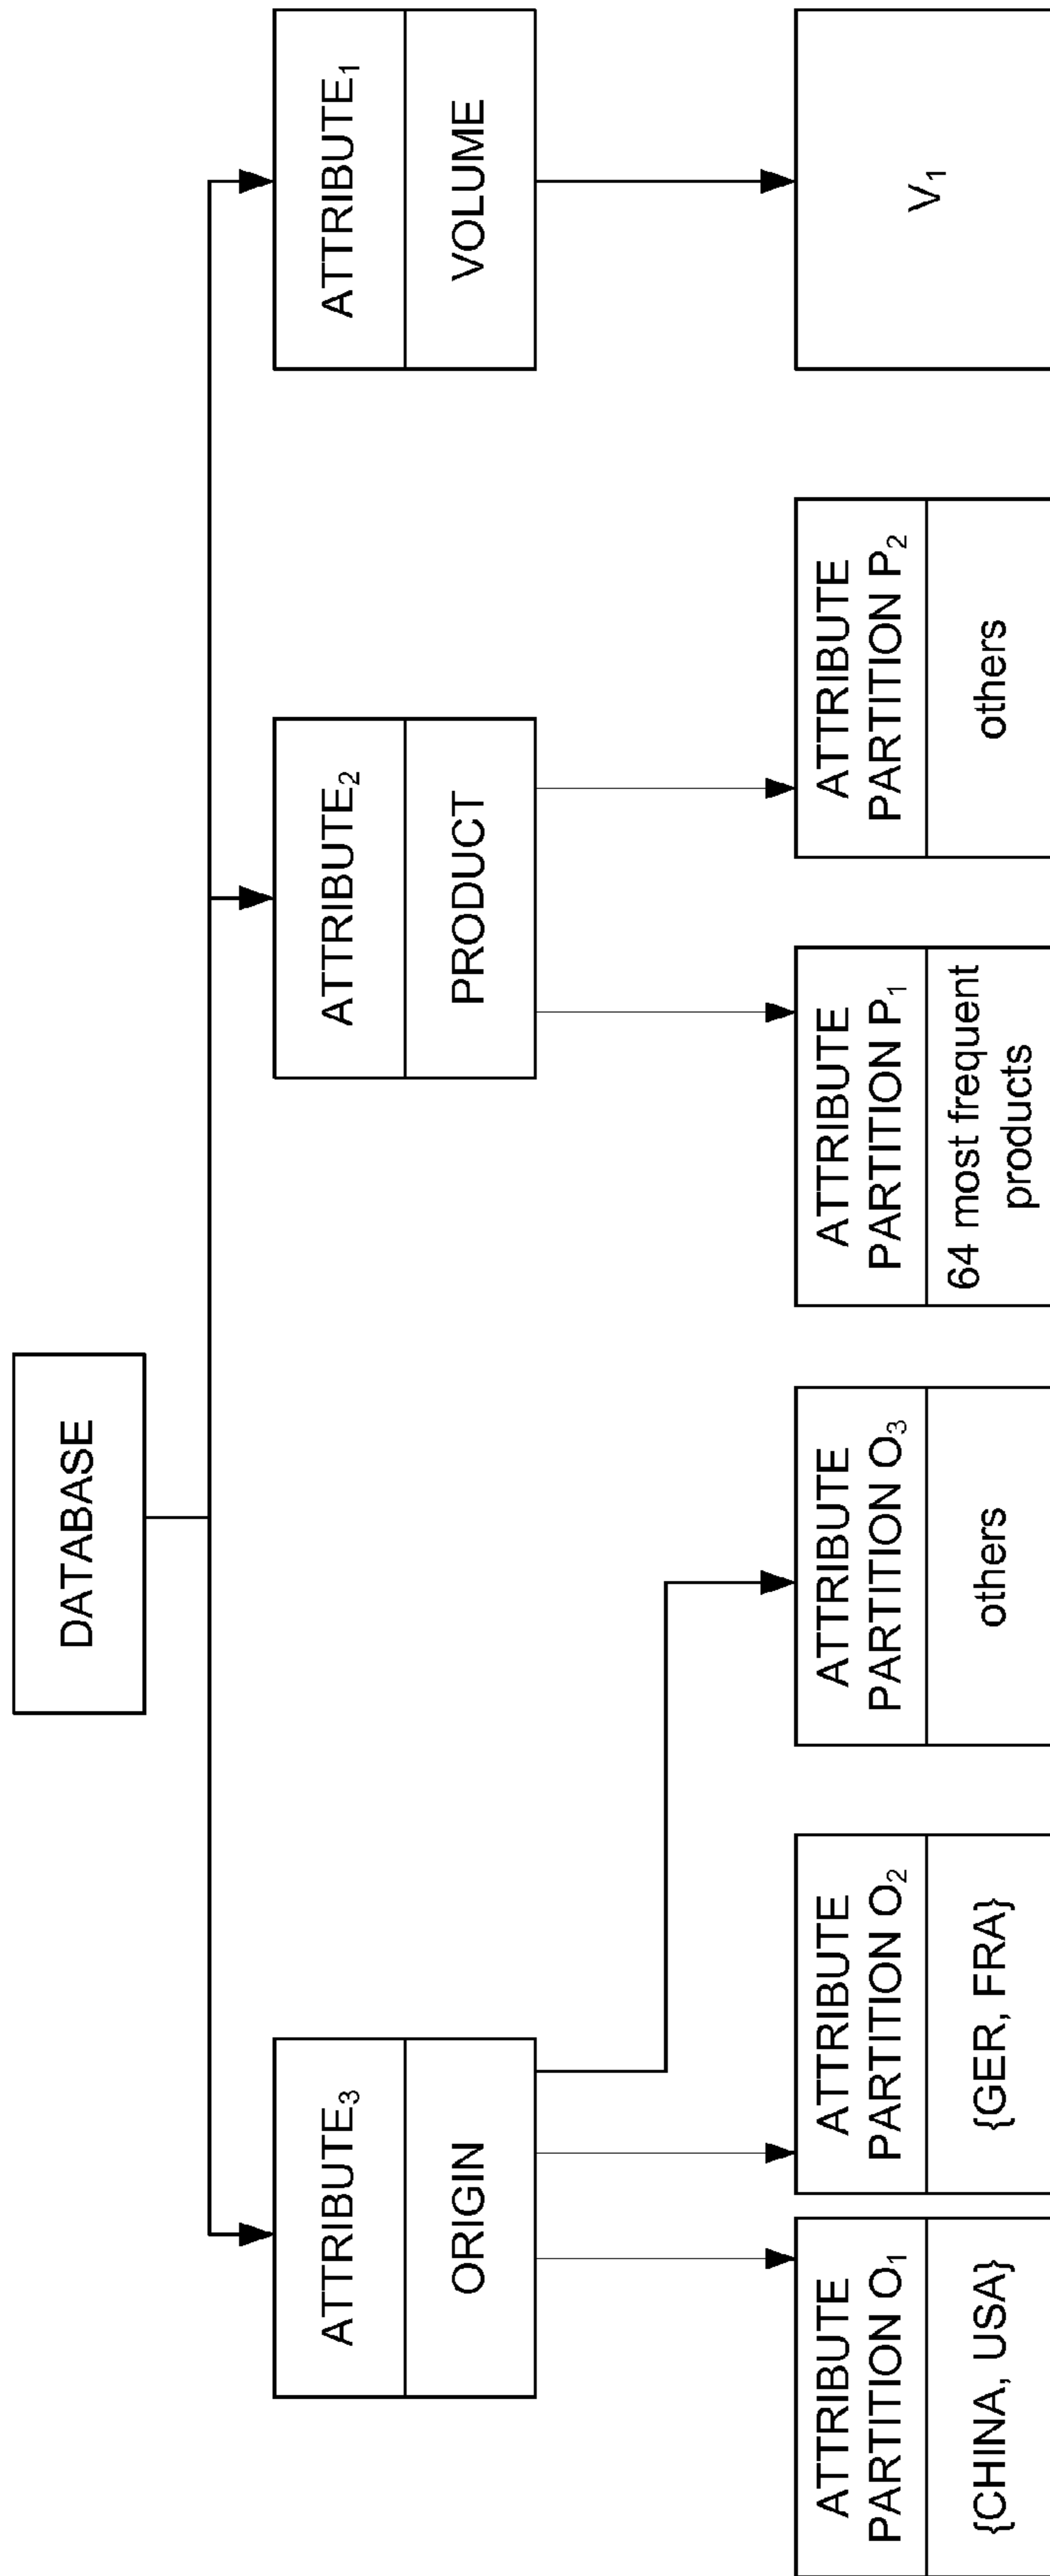 DATABASE
ATTRIBUTE₃
ORIGIN
ATTRIBUTE₂
PRODUCT
ATTRIBUTE₁
VOLUME
ATTRIBUTE
PARTITION O₁
{CHINA, USA}
ATTRIBUTE
PARTITION O₂
{GER, FRA}
ATTRIBUTE
PARTITION O₃
others
ATTRIBUTE
PARTITION P₁
64 most frequent
products
ATTRIBUTE
PARTITION P₂
others
V₁